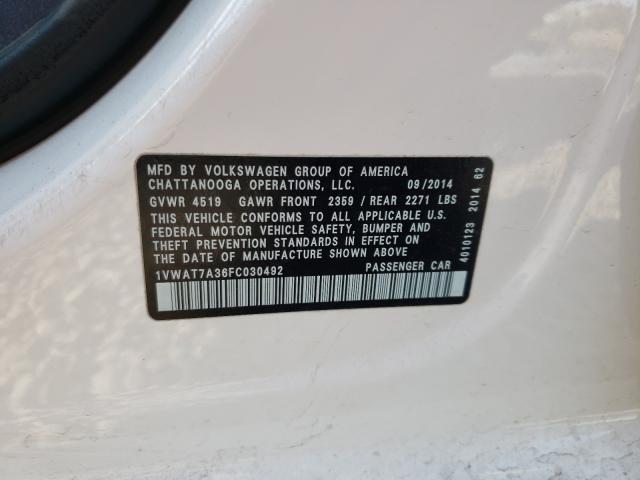 MFD BY VOLKSWAGEN GROUP OF AMERICA
CHATTANOOGA OPERATIONS, LLC. 09/2014
GVWR 4519 GAWR FRONT 2359 / REAR 2271 LBS
THIS VEHICLE CONFORMS TO ALL APPLICABLE U.S.
FEDERAL MOTOR VEHICLE SAFETY, BUMPER AND
THEFT PREVENTION STANDARDS IN EFFECT ON
THE DATE OF MANUFACTURE SHOWN ABOVE
1VWAT7A36FC030492 PASSENGER CAR
4010123 2014 62